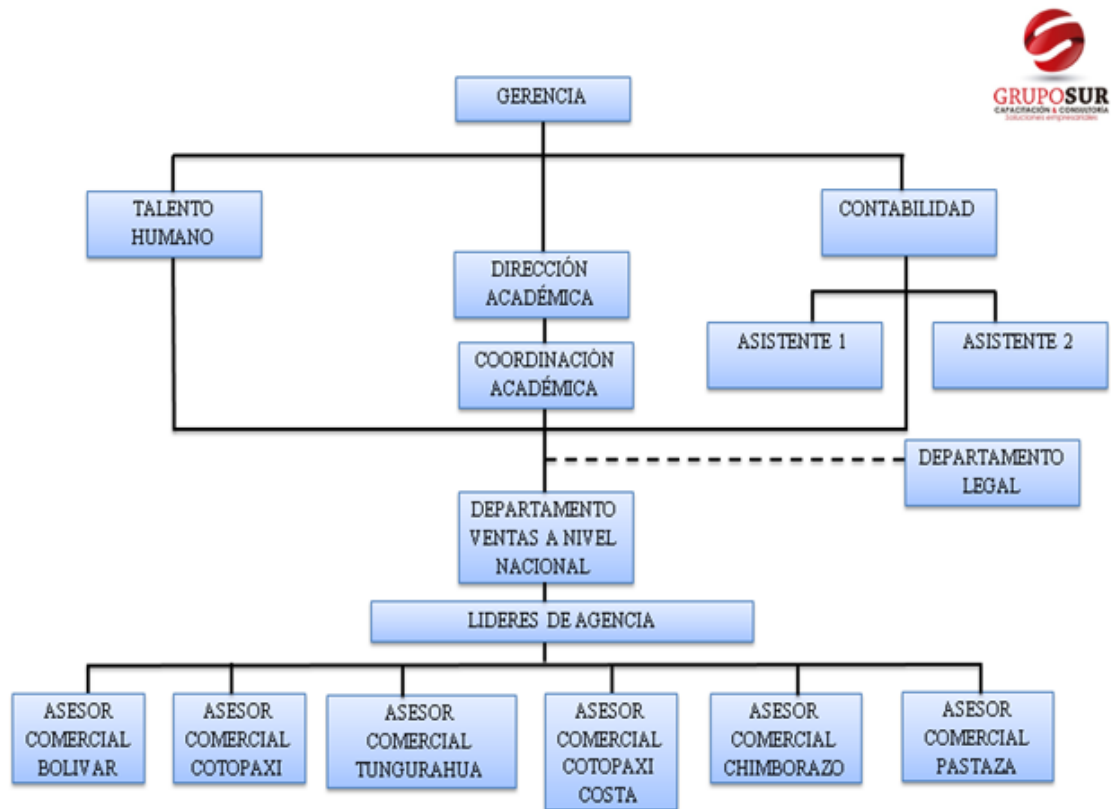 GRUPOSUR
CAPACITACIÓN & CONSULTORÍA
Soluciones empresariales
GERENCIA
TALENTO
HUMANO
CONTABILIDAD
DIRECCIÓN
ACADÉMICA
ASISTENTE 1
ASISTENTE 2
COORDINACIÓN
ACADÉMICA
DEPARTAMENTO
LEGAL
DEPARTAMENTO
VENTAS A NIVEL
NACIONAL
LIDERES DE AGENCIA
ASESOR
COMERCIAL
BOLIVAR
ASESOR
COMERCIAL
COTOPAXI
ASESOR
COMERCIAL
TUNGURAHUA
ASESOR
COMERCIAL
COTOPAXI
COSTA
ASESOR
COMERCIAL
CHIMBORAZO
ASESOR
COMERCIAL
PASTAZA